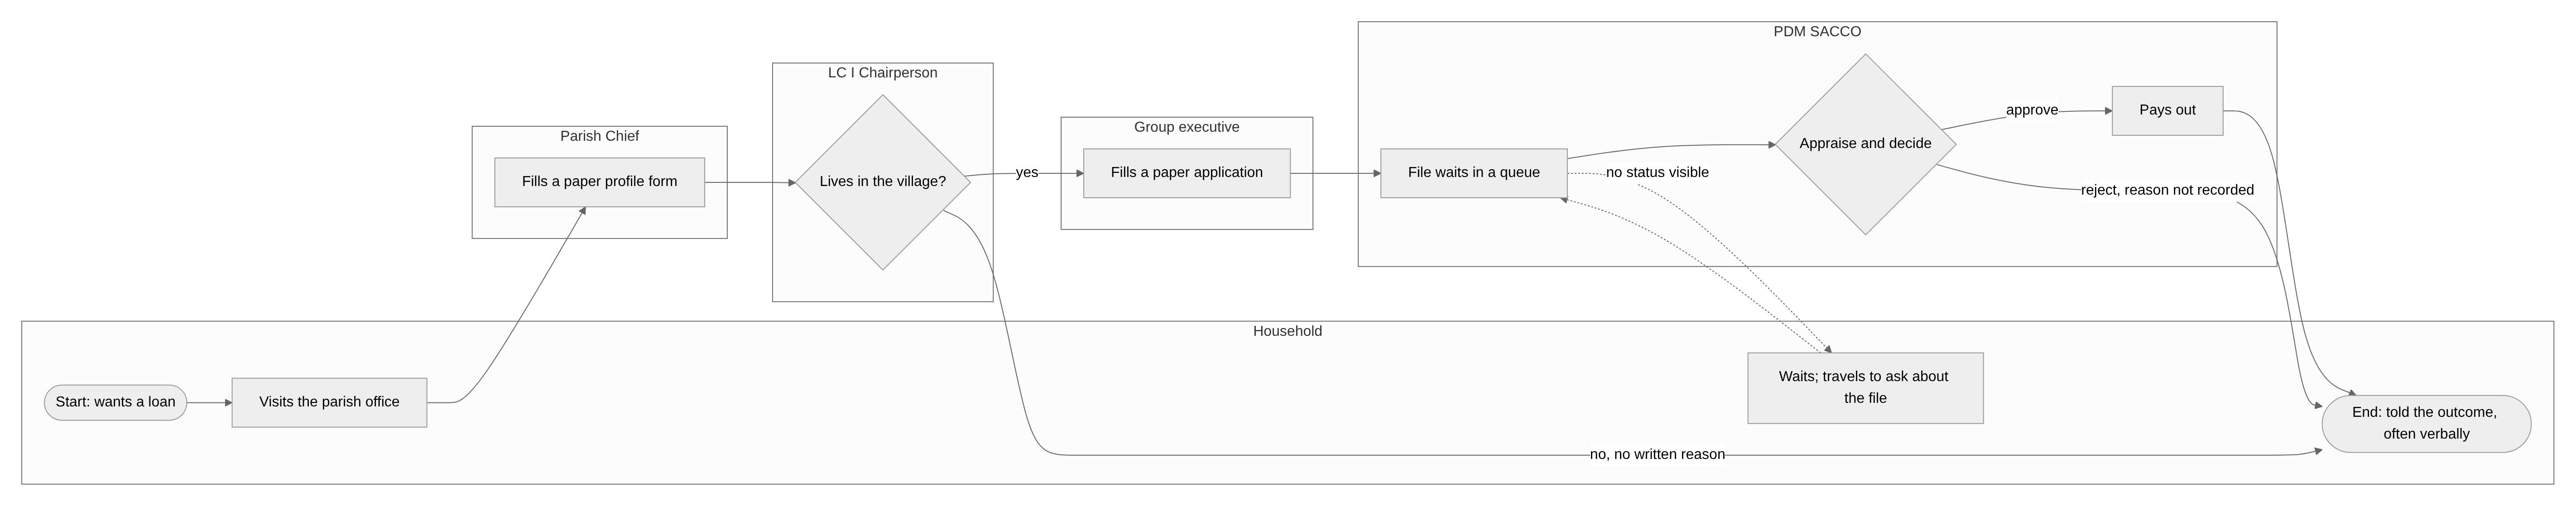 PDM SACCO
LC I Chairperson
Group executive
Parish Chief
Fills a paper profile form
Lives in the village?
yes
Fills a paper application
File waits in a queue
no status visible
Appraise and decide
approve
Pays out
reject, reason not recorded
Household
Start: wants a loan
Visits the parish office
Waits; travels to ask about
the file
End: told the outcome,
often verbally
no, no written reason